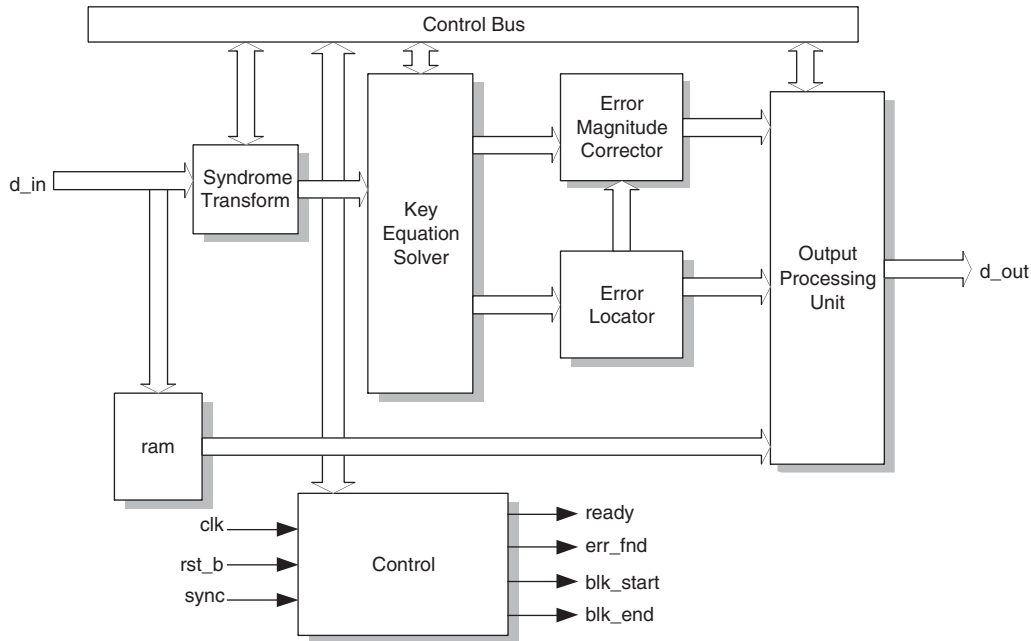 Control Bus
d_in
Syndrome
Transform
Key
Equation
Solver
Error
Magnitude
Corrector
Error
Locator
Output
Processing
Unit
d_out
ram
clk
rst_b
sync
Control
ready
err_fnd
blk_start
blk_end